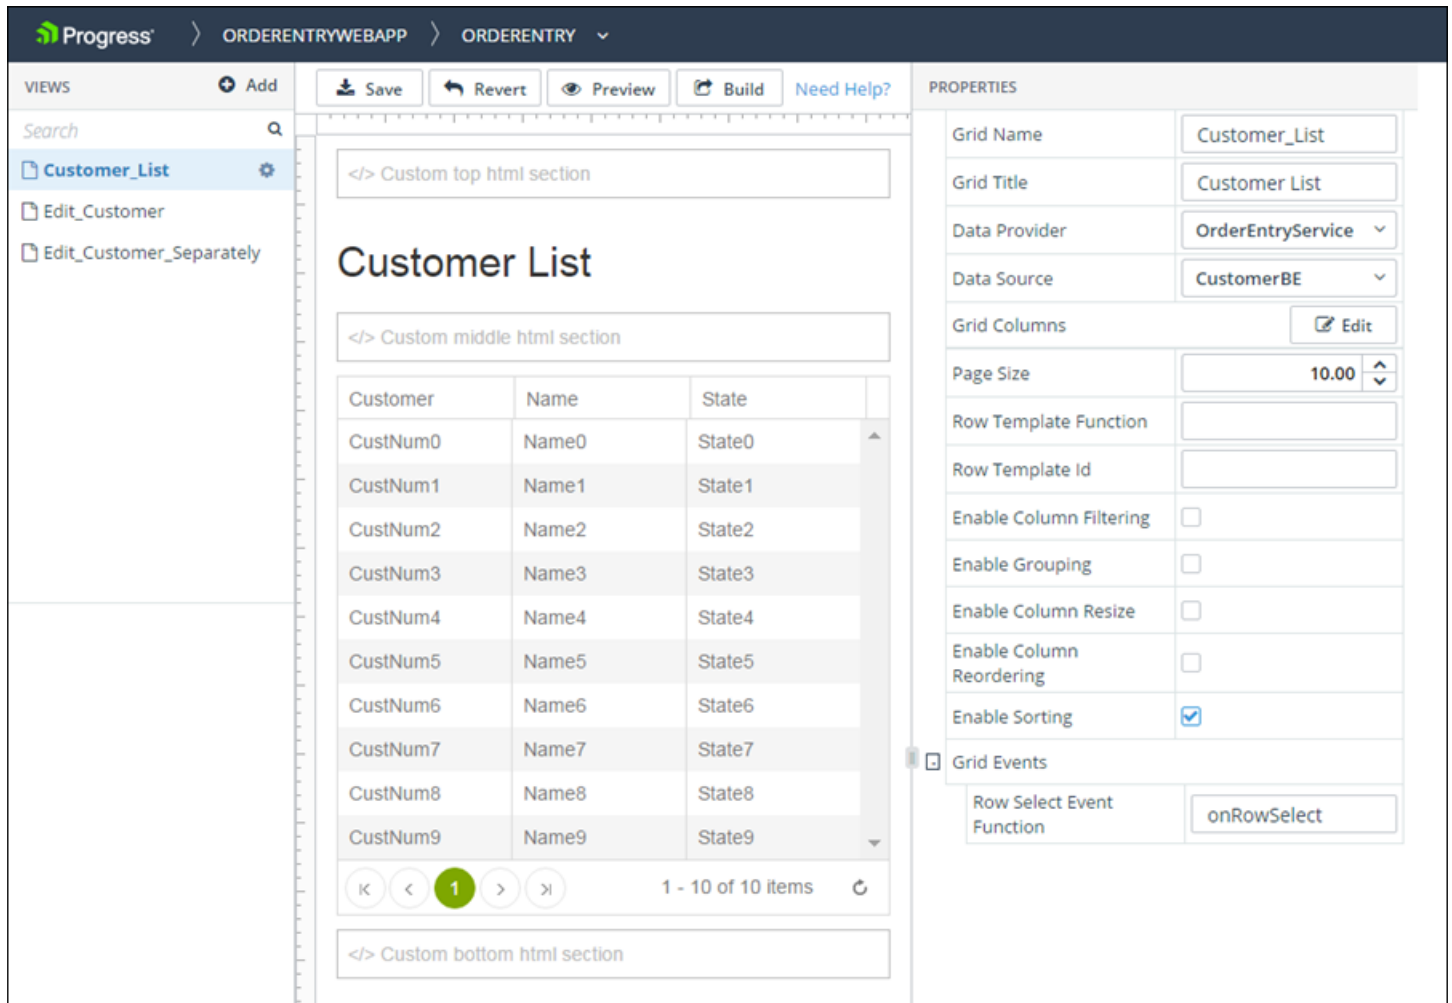 Progress
ORDERENTRYWEBAPP
ORDERENTRY
VIEWS
Add
Search
Customer_List
Edit_Customer
Edit_Customer_Separately
Save
Revert
Preview
Build
Need Help?
</> Custom top html section
Customer List
</> Custom middle html section
Customer Name State
CustNum0 Name0 State0
CustNum1 Name1 State1
CustNum2 Name2 State2
CustNum3 Name3 State3
CustNum4 Name4 State4
CustNum5 Name5 State5
CustNum6 Name6 State6
CustNum7 Name7 State7
CustNum8 Name8 State8
CustNum9 Name9 State9
1
1 - 10 of 10 items
</> Custom bottom html section
PROPERTIES
Grid Name Customer_List
Grid Title Customer List
Data Provider OrderEntryService
Data Source CustomerBE
Grid Columns Edit
Page Size 10.00
Row Template Function
Row Template Id
Enable Column Filtering
Enable Grouping
Enable Column Resize
Enable Column
Reordering
Enable Sorting
Grid Events
Row Select Event
Function
onRowSelect